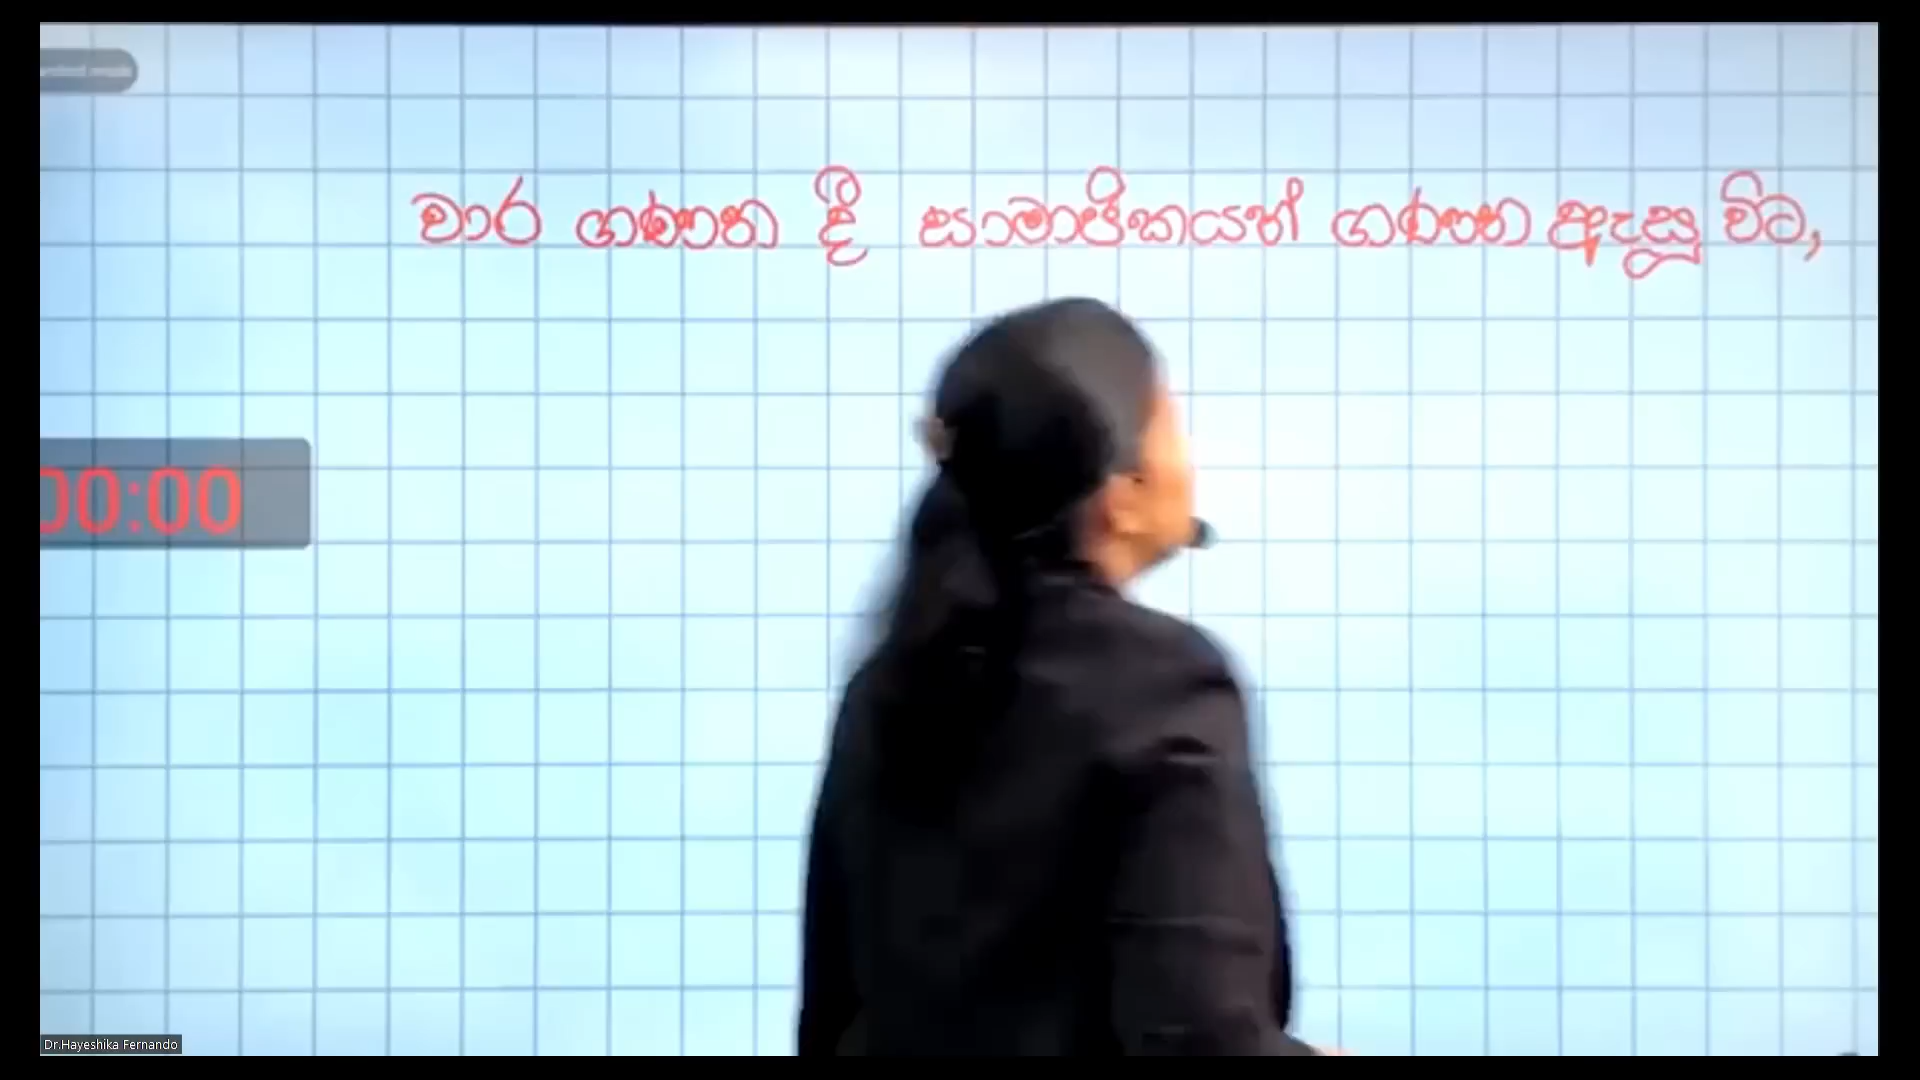 වාර ගණන දී සාමාජිකයන් ගණන ඇසූ විට,
00:00
Dr.Hayeshika Fernando